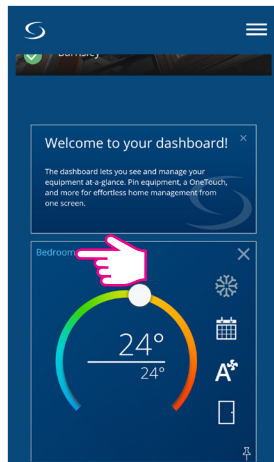 Barnsley
Welcome to your dashboard!
The dashboard lets you see and manage your
equipment at-a-glance. Pin equipment, a OneTouch,
and more for effortless home management from
one screen.
Bedroom
24°
24°
A